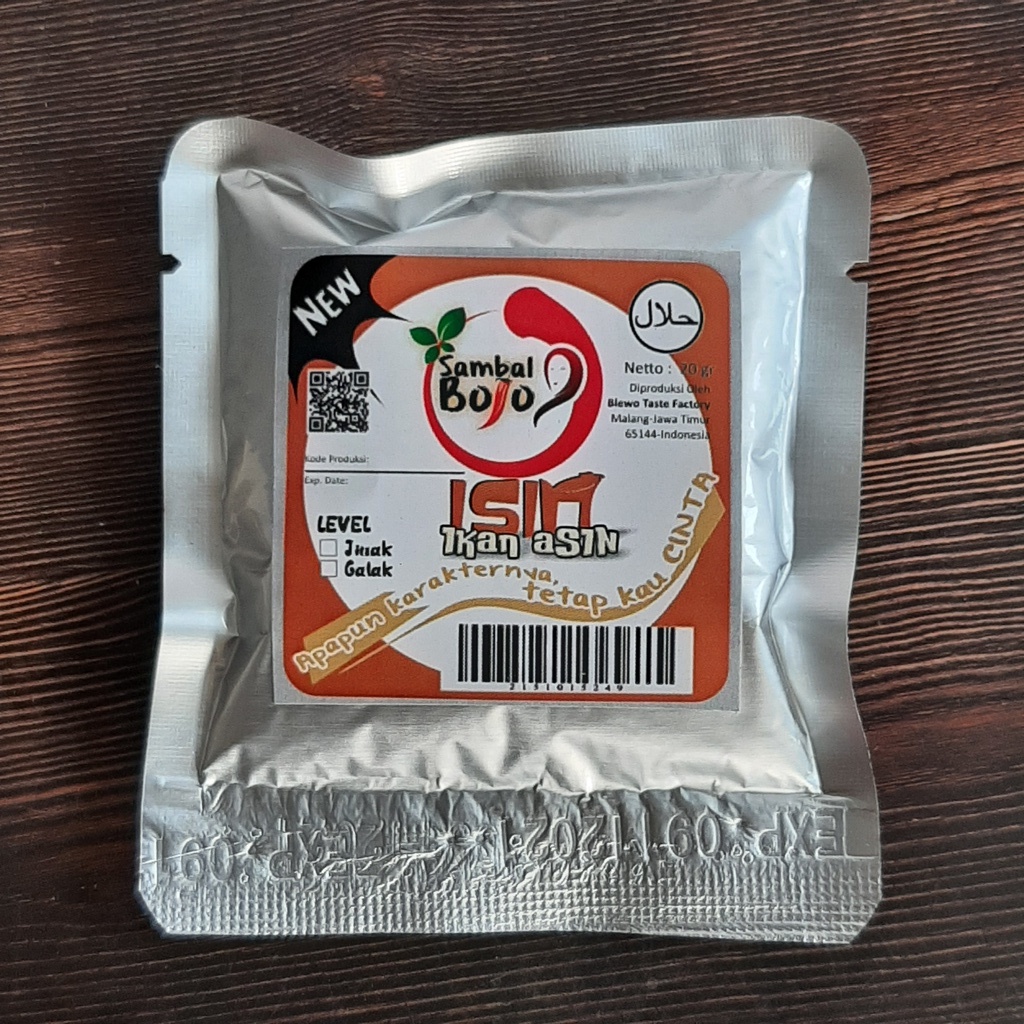 NEW
حلال
Sambal
BOJO
Netto : 20 gr
Diproduksi Oleh
Blewo Taste Factory
Malang-Jawa Timur
65144-Indonesia
Kode Produksi:
Exp. Date:
ISIN
IKan aSIN
LEVEL
Jinak
Galak
Apapun karakternya, tetap kau CINTA
2151015249
EXP.